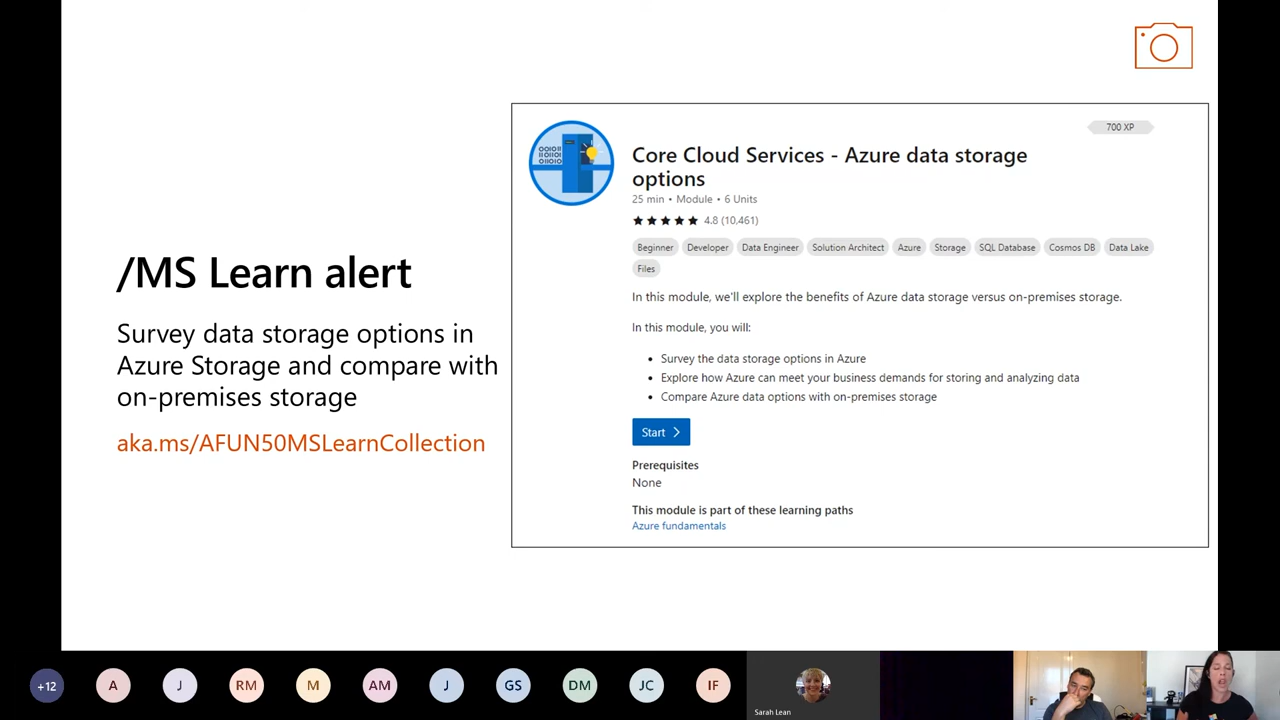 /MS Learn alert
Survey data storage options in
Azure Storage and compare with
on-premises storage
aka.ms/AFUN50MSLearnCollection
700 XP
Core Cloud Services - Azure data storage
options
25 min • Module • 6 Units
4.8 (10,461)
Beginner Developer Data Engineer Solution Architect Azure Storage SQL Database Cosmos DB Data Lake
Files
In this module, we'll explore the benefits of Azure data storage versus on-premises storage.
In this module, you will:
• Survey the data storage options in Azure
• Explore how Azure can meet your business demands for storing and analyzing data
• Compare Azure data options with on-premises storage
Start
Prerequisites
None
This module is part of these learning paths
Azure fundamentals
+12 A J RM M AM J GS DM JC IF
Sarah Lean